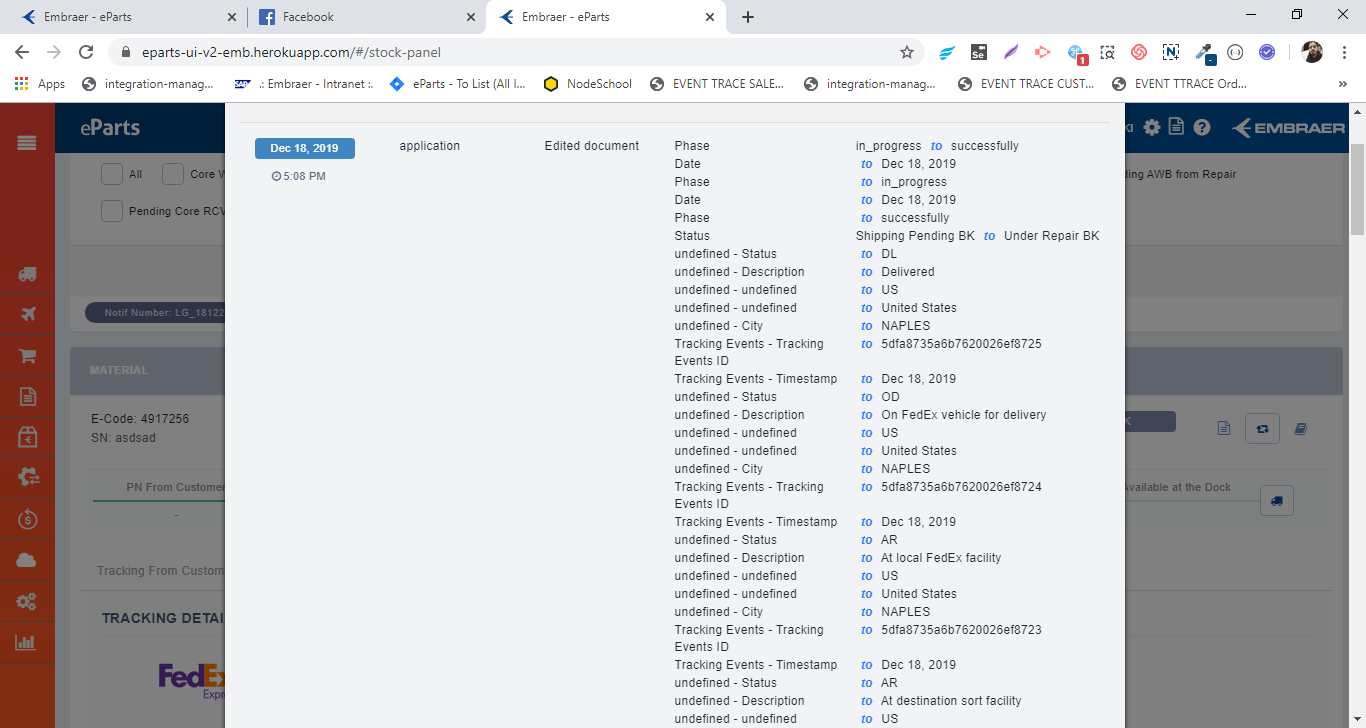 Embraer - eParts
Facebook
Embraer - eParts
eparts-ui-v2-emb.herokuapp.com/#/stock-panel
Apps
integration-manag...
.: Embraer - Intranet :.
eParts - To List (All I...
NodeSchool
EVENT TRACE SALE...
integration-manag...
EVENT TRACE CUST...
EVENT TTRACE Ord...
eParts
EMBRAER
All
Pending Core RCV
Notif Number: LG_18122
MATERIAL
E-Code: 4917256
SN: asdsad
PN From Customer
-
Tracking From Custom
TRACKING DETAI
FedEx
Expr
Dec 18, 2019
5:08 PM
application
Edited document
Phase in_progress to successfully
Date to Dec 18, 2019
Phase to in_progress
Date to Dec 18, 2019
Phase to successfully
Status Shipping Pending BK to Under Repair BK
undefined - Status to DL
undefined - Description to Delivered
undefined - undefined to US
undefined - undefined to United States
undefined - City to NAPLES
Tracking Events - Tracking to 5dfa8735a6b7620026ef8725
Events ID
Tracking Events - Timestamp to Dec 18, 2019
undefined - Status to OD
undefined - Description to On FedEx vehicle for delivery
undefined - undefined to US
undefined - undefined to United States
undefined - City to NAPLES
Tracking Events - Tracking to 5dfa8735a6b7620026ef8724
Events ID
Tracking Events - Timestamp to Dec 18, 2019
undefined - Status to AR
undefined - Description to At local FedEx facility
undefined - undefined to US
undefined - undefined to United States
undefined - City to NAPLES
Tracking Events - Tracking to 5dfa8735a6b7620026ef8723
Events ID
Tracking Events - Timestamp to Dec 18, 2019
undefined - Status to AR
undefined - Description to At destination sort facility
undefined - undefined to US
AWB from Repair
Available at the Dock